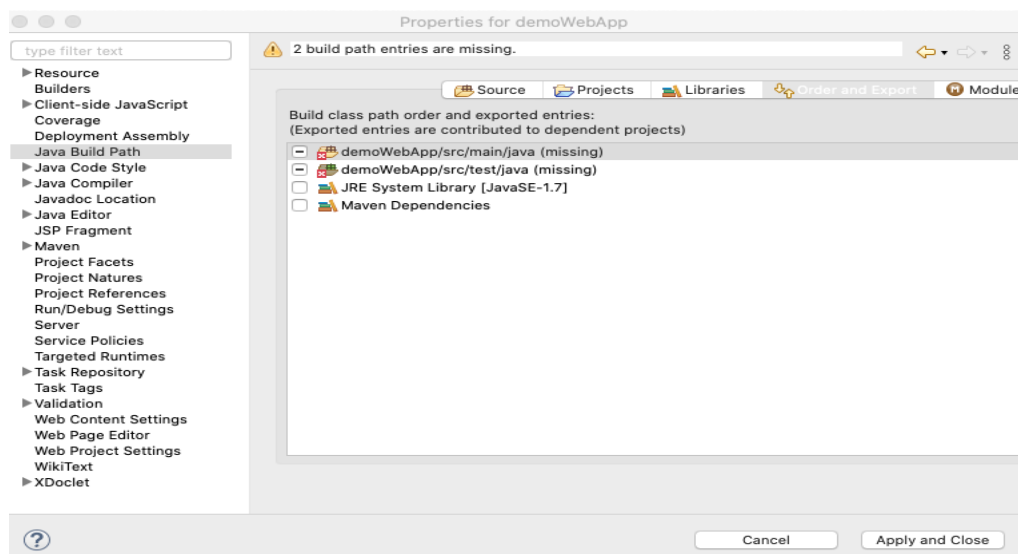 Properties for demoWebApp
type filter text
2 build path entries are missing.
Resource
Builders
Client-side JavaScript
Coverage
Deployment Assembly
Java Build Path
Java Code Style
Java Compiler
Javadoc Location
Java Editor
JSP Fragment
Maven
Project Facets
Project Natures
Project References
Run/Debug Settings
Server
Service Policies
Targeted Runtimes
Task Repository
Task Tags
Validation
Web Content Settings
Web Page Editor
Web Project Settings
WikiText
XDoclet
Source Projects Libraries Order and Export Module
Build class path order and exported entries:
(Exported entries are contributed to dependent projects)
demoWebApp/src/main/java (missing)
demoWebApp/src/test/java (missing)
JRE System Library [JavaSE-1.7]
Maven Dependencies
Cancel Apply and Close